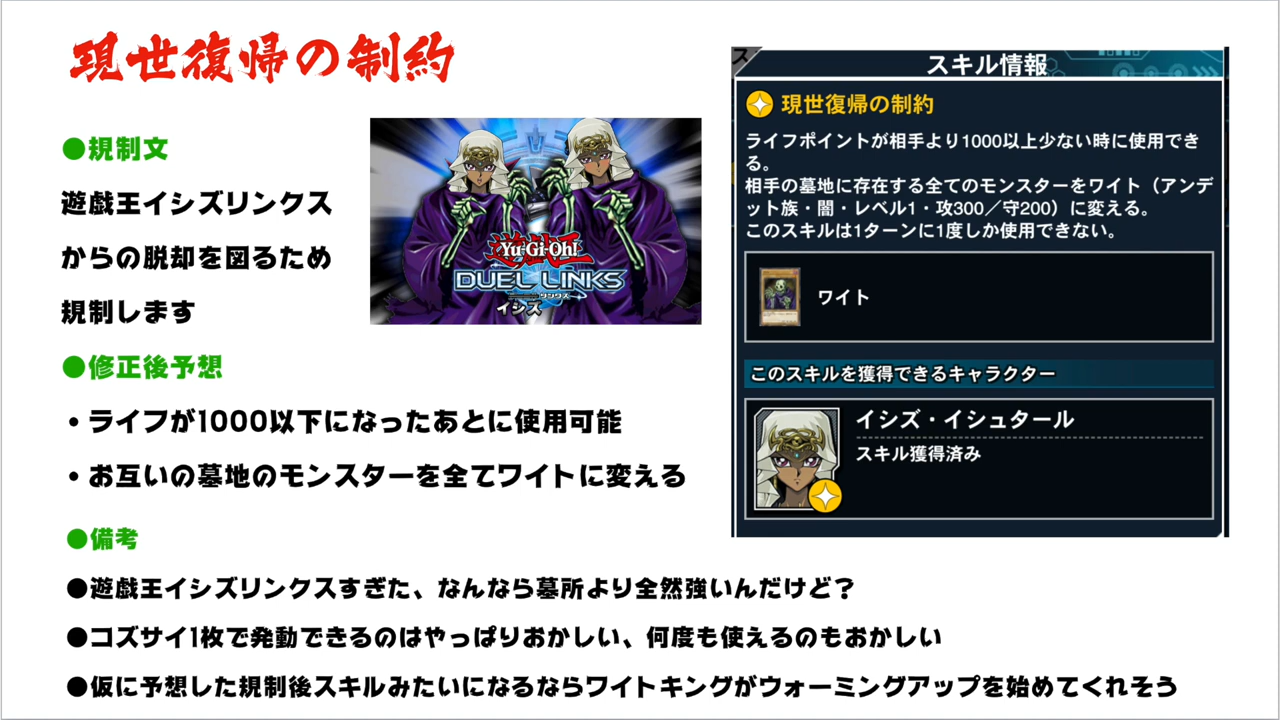 現世復帰の制約
●規制文
遊戯王イシズリンクス
からの脱却を図るため
規制します
Yu-Gi-Oh!
DUEL LINKS
リンクス
イシズ
●修正後予想
・ライフが1000以下になったあとに使用可能
・お互いの墓地のモンスターを全てワイトに変える
●備考
●遊戯王イシズリンクスすぎた、なんなら墓所より全然強いんだけど？
●コズサイ1枚で発動できるのはやっぱりおかしい、何度も使えるのもおかしい
●仮に予想した規制後スキルみたいになるならワイトキングがウォーミングアップを始めてくれそう
ス
スキル情報
現世復帰の制約
ライフポイントが相手より1000以上少ない時に使用でき
る。
相手の墓地に存在する全てのモンスターをワイト（アンデ
ット族・闇・レベル1・攻300／守200）に変える。
このスキルは1ターンに1度しか使用できない。
ワイト
このスキルを獲得できるキャラクター
イシズ・イシュタール
スキル獲得済み